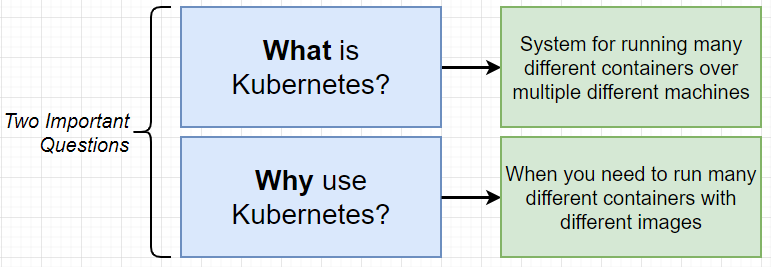 Two Important
Questions
What is
Kubernetes?
System for running many
different containers over
multiple different machines
Why use
Kubernetes?
When you need to run many
different containers with
different images